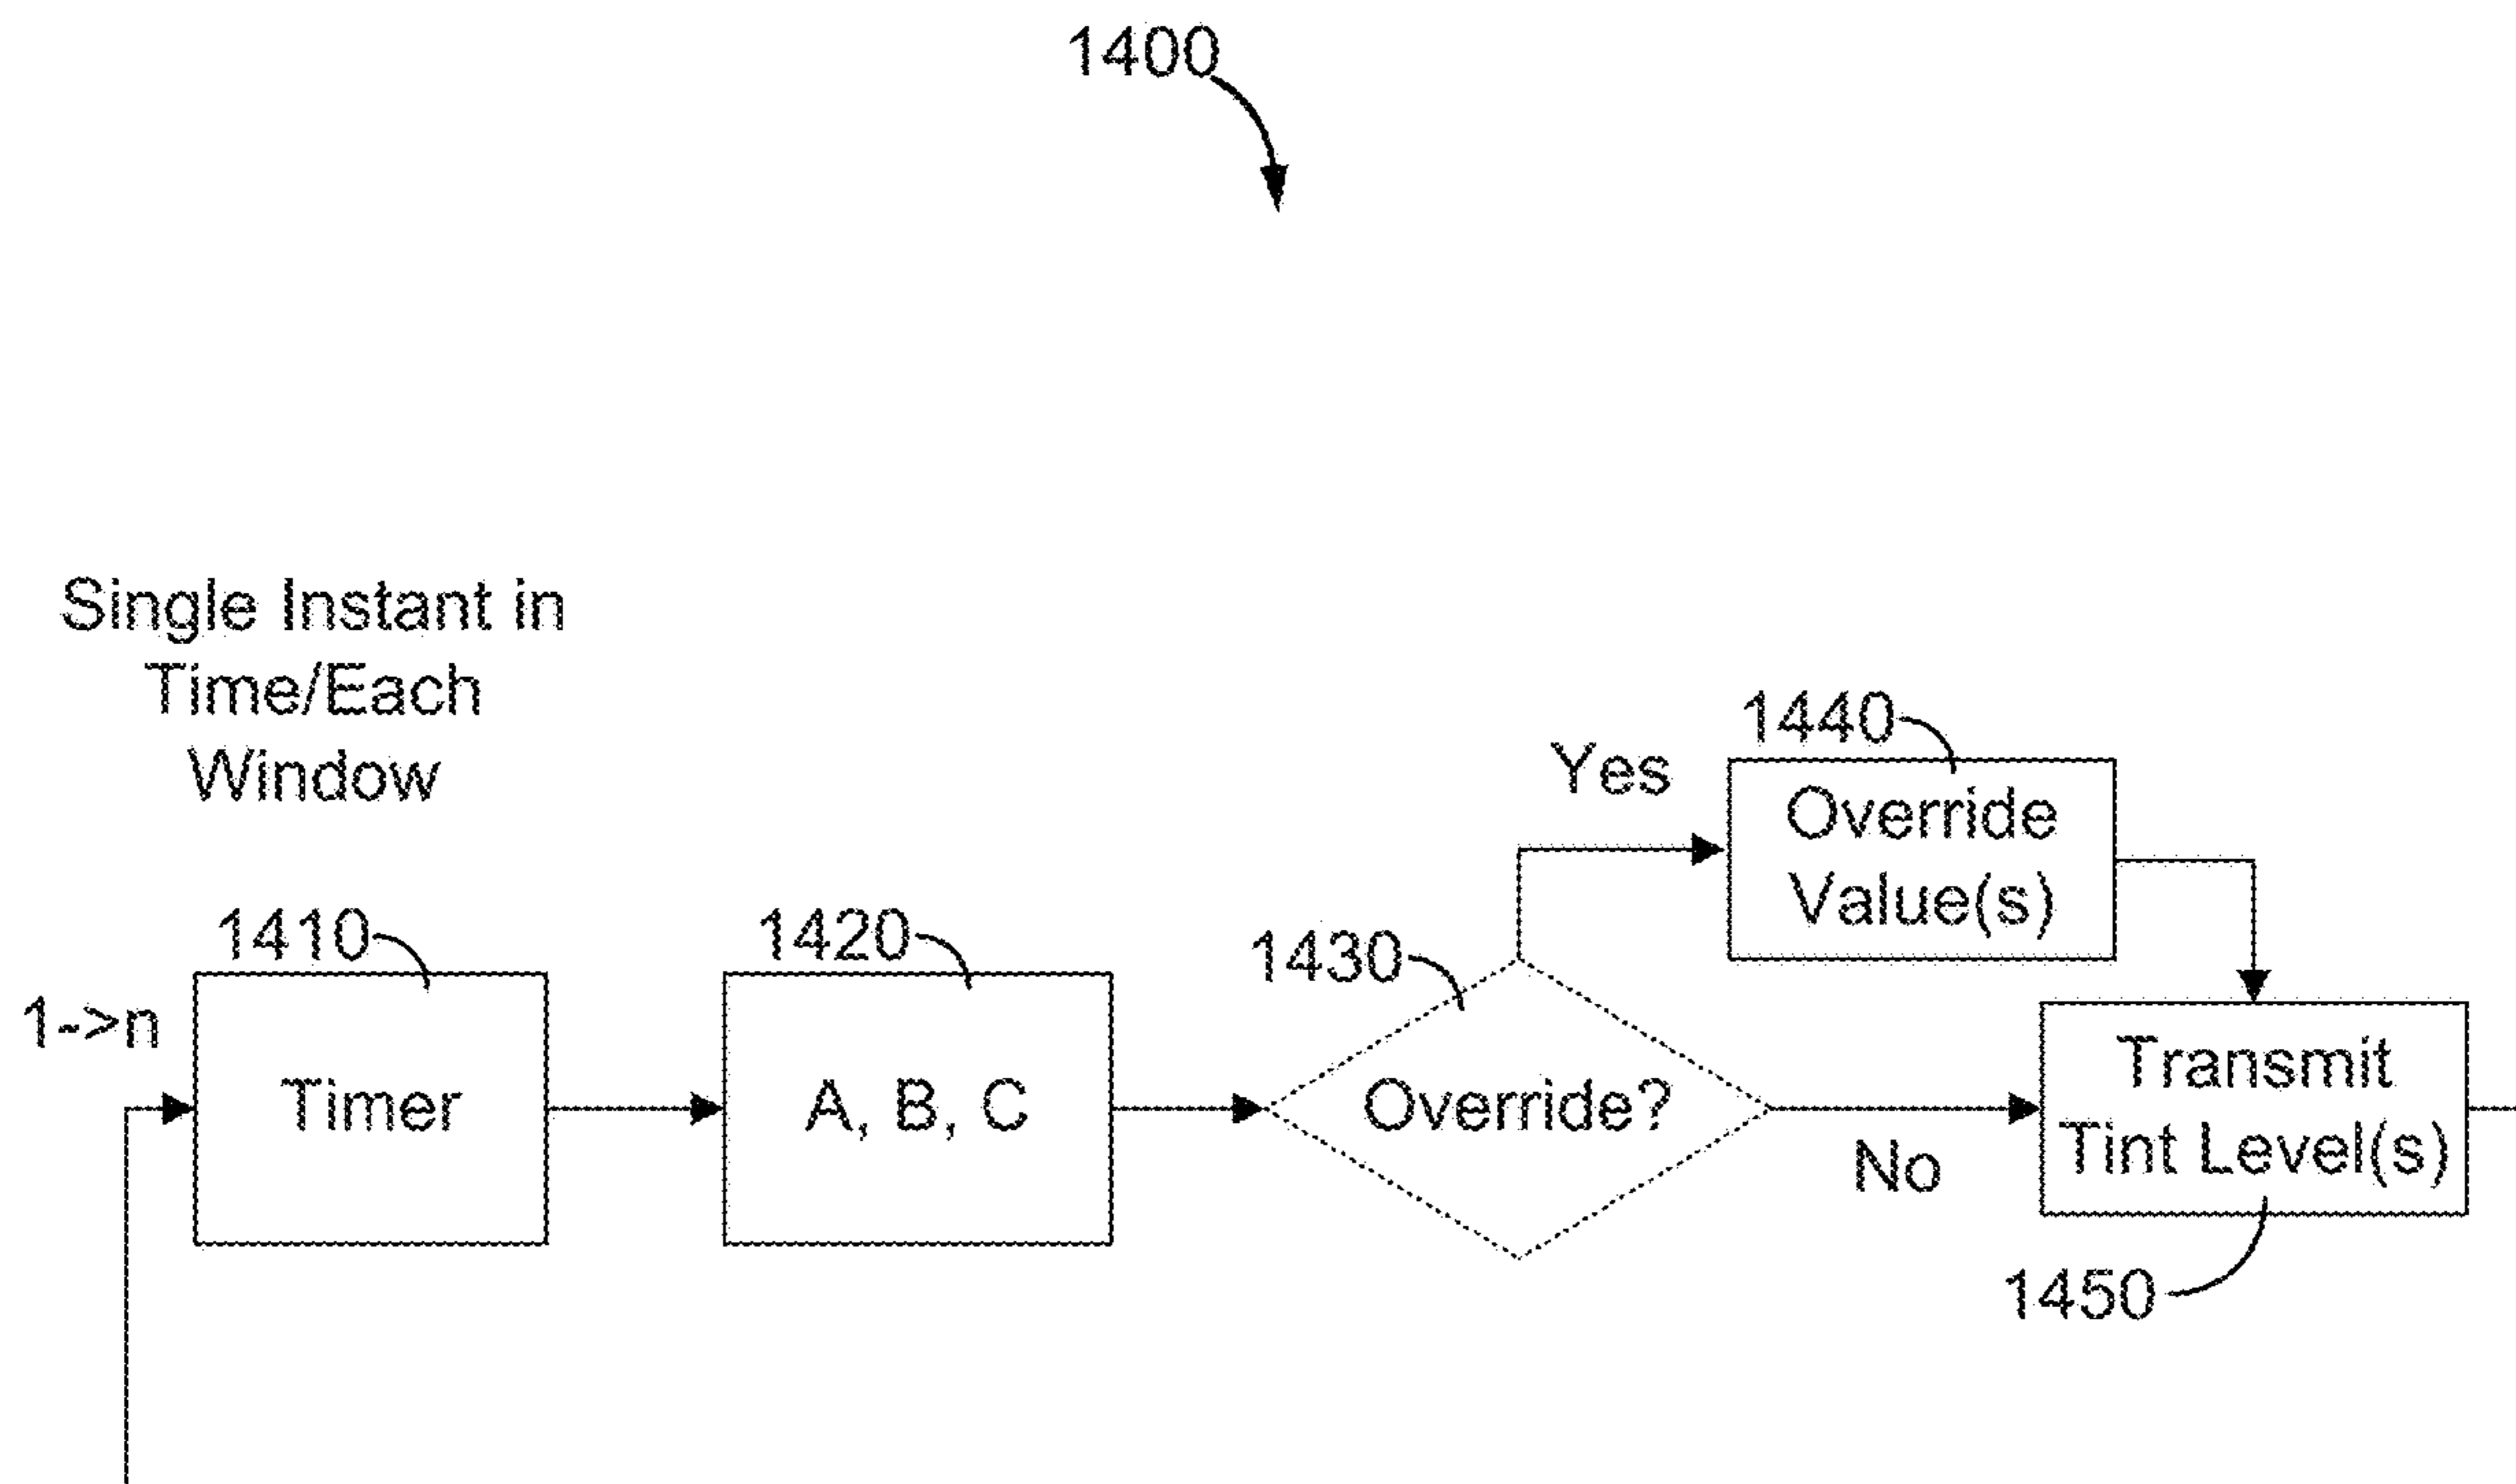 1400
Single Instant in
Time/Each
Window
1440
Yes
Override
Value(s)
1410
1420
1430
1->n
Timer
A, B, C
Override?
Transmit
Tint Level(s)
No
1450